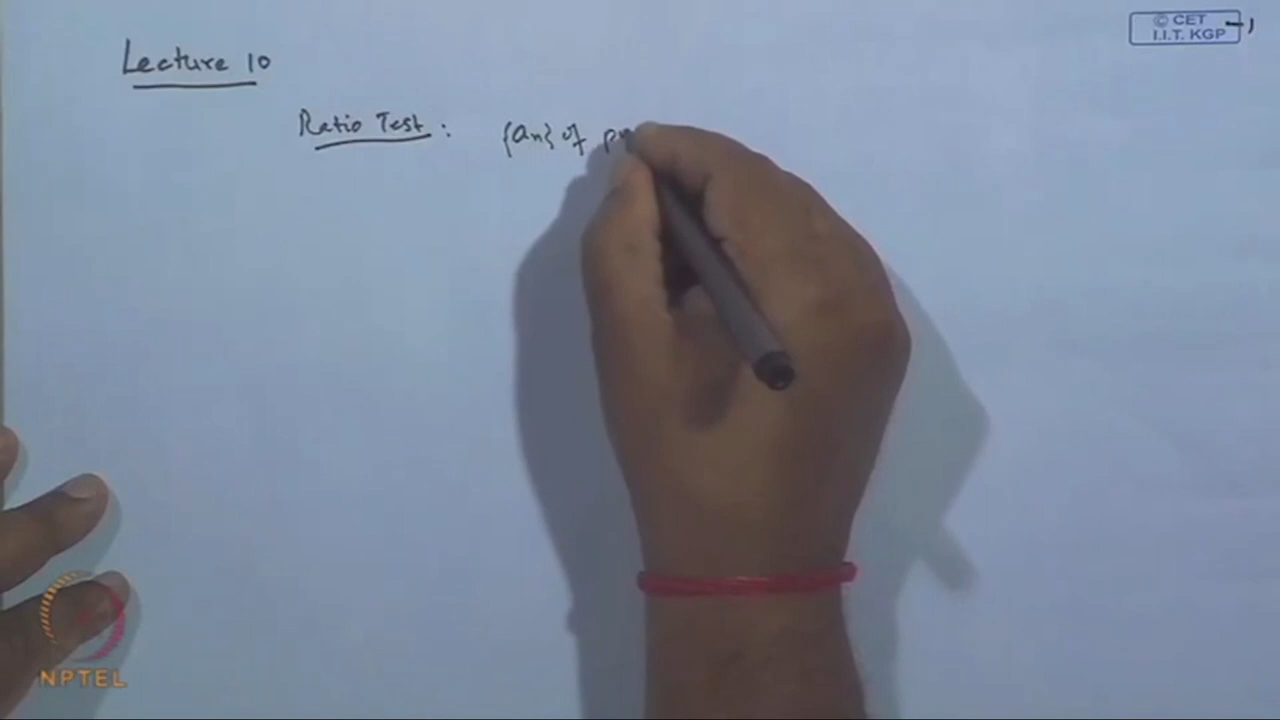 © CET
I.I.T. KGP
Lecture 10
Ratio Test : {an} of
NPTEL